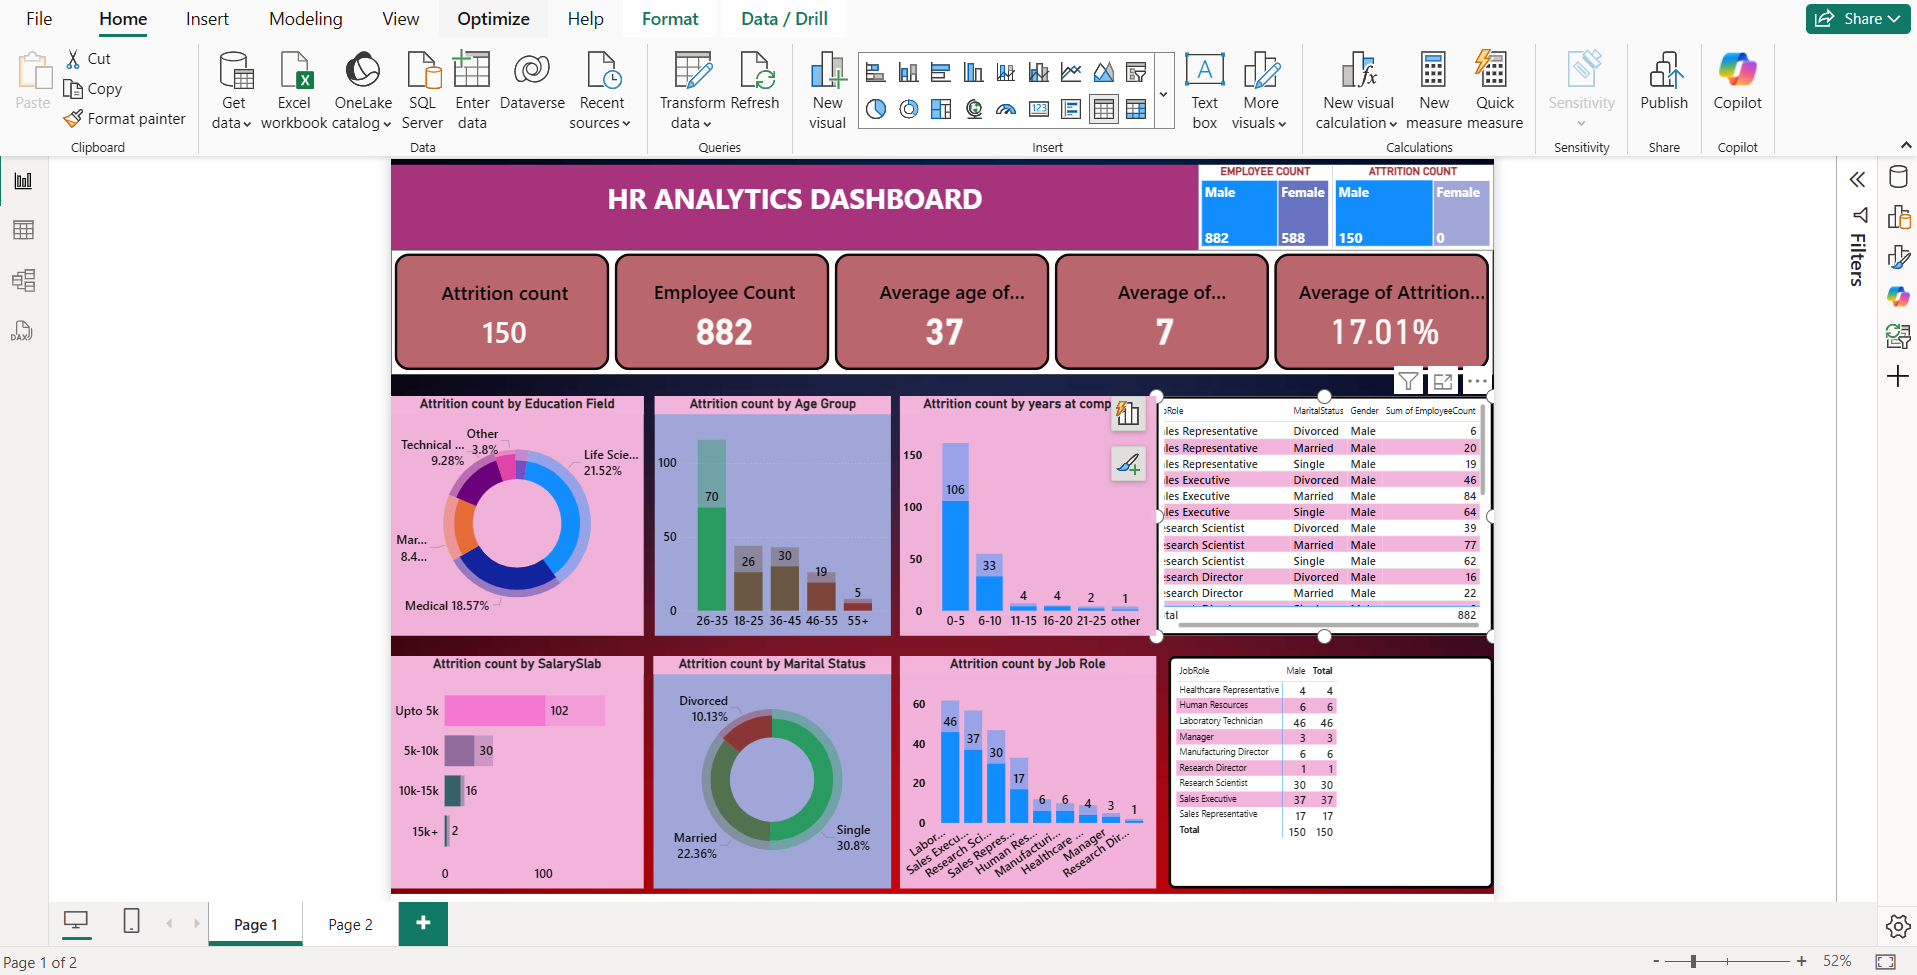 File Home Insert Modeling View Optimize Help Format Data / Drill Share
Paste
Cut
Copy
Format painter
Clipboard
Get data
Excel workbook
OneLake catalog
SQL Server
Enter data
Dataverse
Recent sources
Data
Transform data
Refresh
Queries
New visual
Text box
More visuals
Insert
New visual calculation
New measure
Quick measure
Calculations
Sensitivity
Sensitivity
Publish
Share
Copilot
Copilot
HR ANALYTICS DASHBOARD
EMPLOYEE COUNT
Male Female
882 588
ATTRITION COUNT
Male Female
150 0
Attrition count
150
Employee Count
882
Average age of...
37
Average of...
7
Average of Attrition...
17.01%
Filters
DAX
Attrition count by Education Field
Other
3.8%
Technical ...
9.28%
Life Scie...
21.52%
Mar...
8.4...
Medical 18.57%
Attrition count by Age Group
100
50
0
70
26
30
19
5
26-35 18-25 36-45 46-55 55+
Attrition count by years at comp
150
100
50
0
106
33
4
4
2
1
0-5 6-10 11-15 16-20 21-25 other
Role MaritalStatus Gender Sum of EmployeeCount
les Representative Divorced Male 6
les Representative Married Male 20
les Representative Single Male 19
les Executive Divorced Male 46
les Executive Married Male 84
les Executive Single Male 64
search Scientist Divorced Male 39
search Scientist Married Male 77
search Scientist Single Male 62
search Director Divorced Male 16
search Director Married Male 22
tal 882
Attrition count by SalarySlab
Upto 5k 102
5k-10k 30
10k-15k 16
15k+ 2
0 100
Attrition count by Marital Status
Divorced
10.13%
Married
22.36%
Single
30.8%
Attrition count by Job Role
60
40
20
0
46
37
30
17
6
6
4
3
1
Labor...
Sales Execu...
Research Sci...
Sales Repres...
Human Res...
Manufacturi...
Healthcare ...
Manager
Research Dir...
JobRole Male Total
Healthcare Representative 4 4
Human Resources 6 6
Laboratory Technician 46 46
Manager 3 3
Manufacturing Director 6 6
Research Director 1 1
Research Scientist 30 30
Sales Executive 37 37
Sales Representative 17 17
Total 150 150
Page 1 Page 2 +
Page 1 of 2
- + 52%